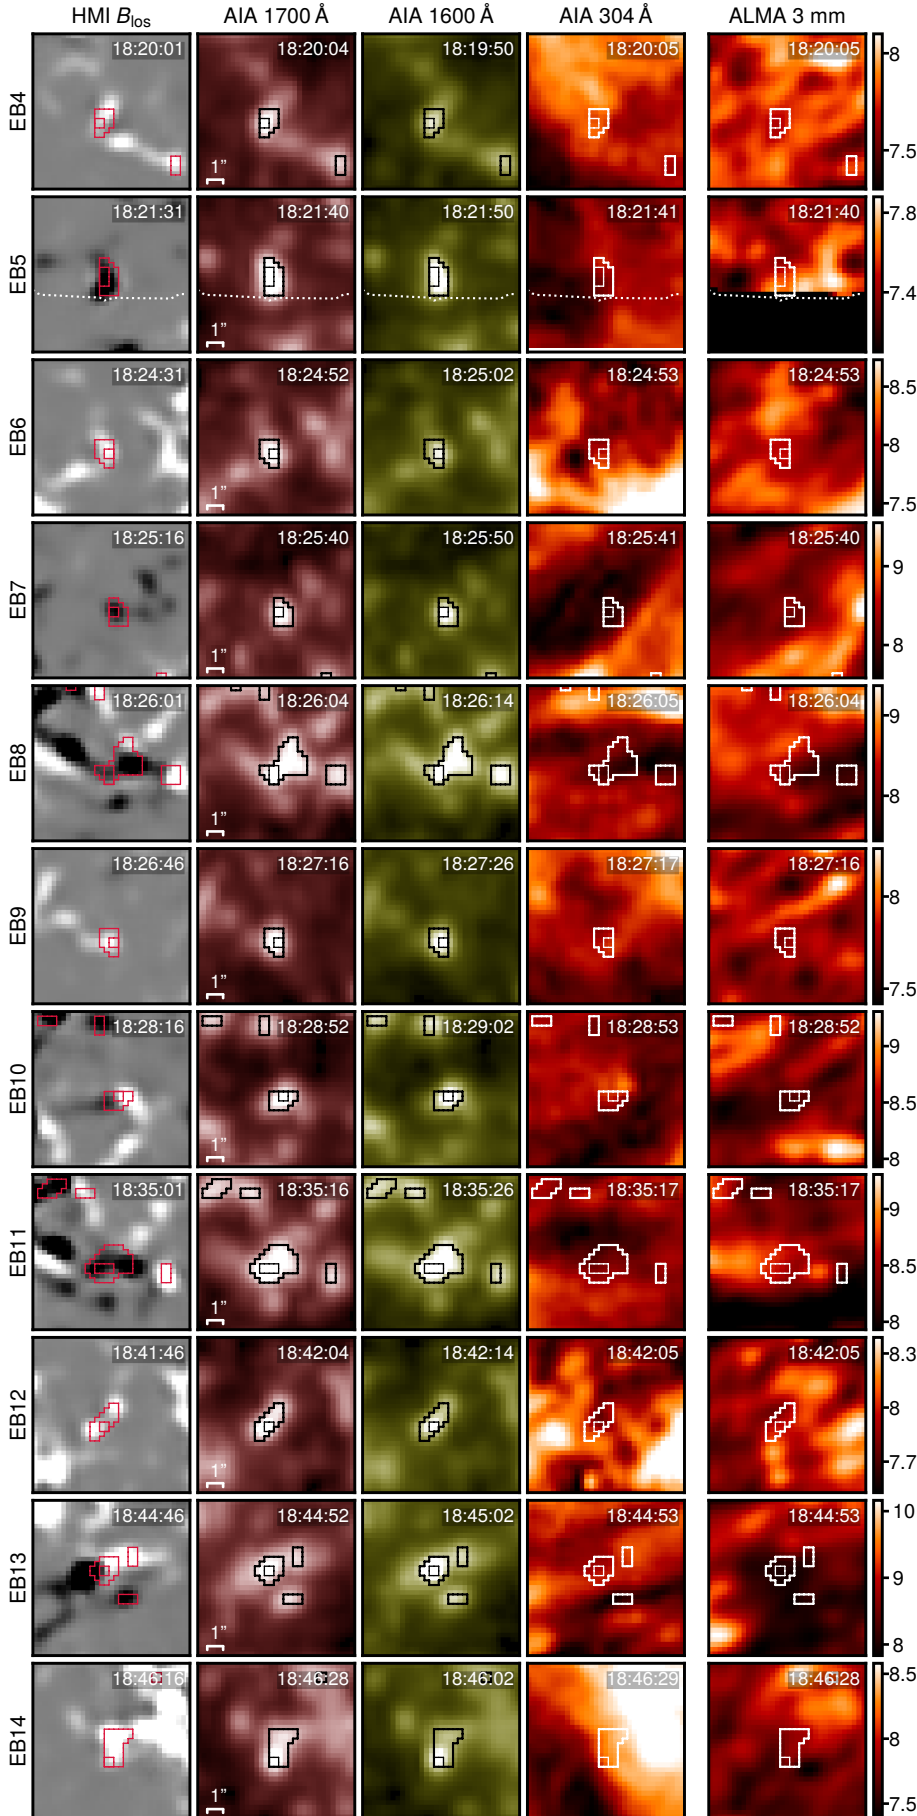 HMI Blos AIA 1700 Å AIA 1600 Å AIA 304 Å ALMA 3 mm
EB4 18:20:01 18:20:04 18:19:50 18:20:05 18:20:05 8
1” 7.5
EB5 18:21:31 18:21:40 18:21:50 18:21:41 18:21:40 7.8
1” 7.4
EB6 18:24:31 18:24:52 18:25:02 18:24:53 18:24:53 8.5
8
1” 7.5
EB7 18:25:16 18:25:40 18:25:50 18:25:41 18:25:40 9
1” 8
EB8 18:26:01 18:26:04 18:26:14 18:26:05 18:26:04 9
1” 8
EB9 18:26:46 18:27:16 18:27:26 18:27:17 18:27:16 8
1” 7.5
EB10 18:28:16 18:28:52 18:29:02 18:28:53 18:28:52 9
8.5
1” 8
EB11 18:35:01 18:35:16 18:35:26 18:35:17 18:35:17 9
8.5
1” 8
EB12 18:41:46 18:42:04 18:42:14 18:42:05 18:42:05 8.3
8
1” 7.7
EB13 18:44:46 18:44:52 18:45:02 18:44:53 18:44:53 10
9
1” 8
EB14 18:46:16 18:46:28 18:46:02 18:46:29 18:46:28 8.5
8
1” 7.5